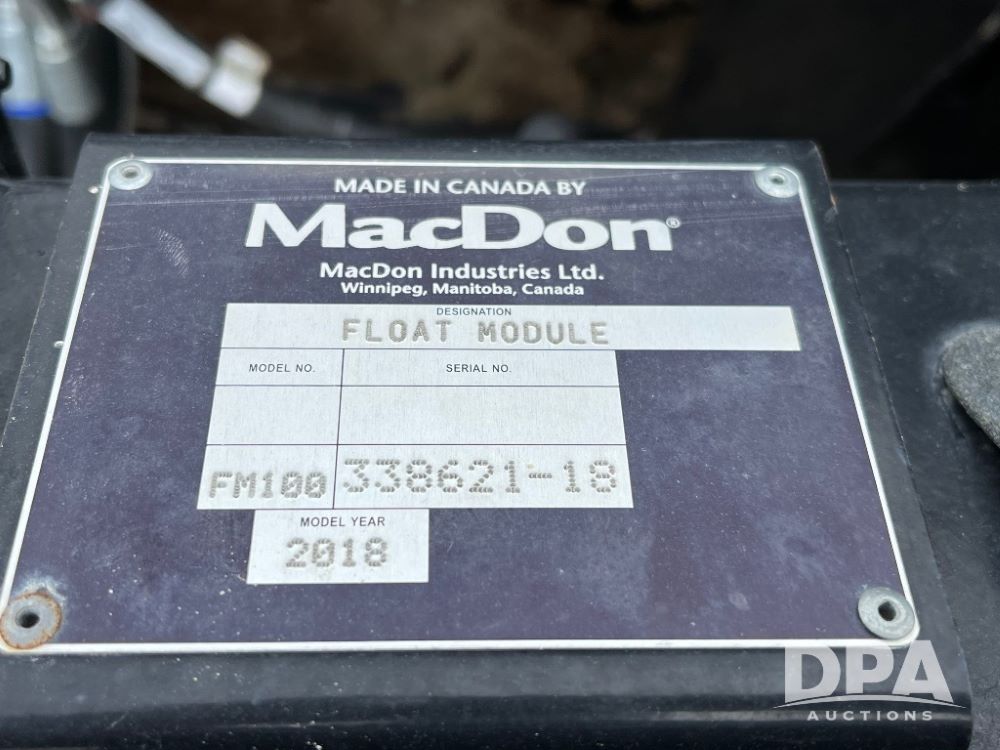 MADE IN CANADA BY
MacDon®
MacDon Industries Ltd.
Winnipeg, Manitoba, Canada
DESIGNATION
FLOAT MODULE
MODEL NO. SERIAL NO.
FM100 338621-18
MODEL YEAR
2018
DPA
AUCTIONS